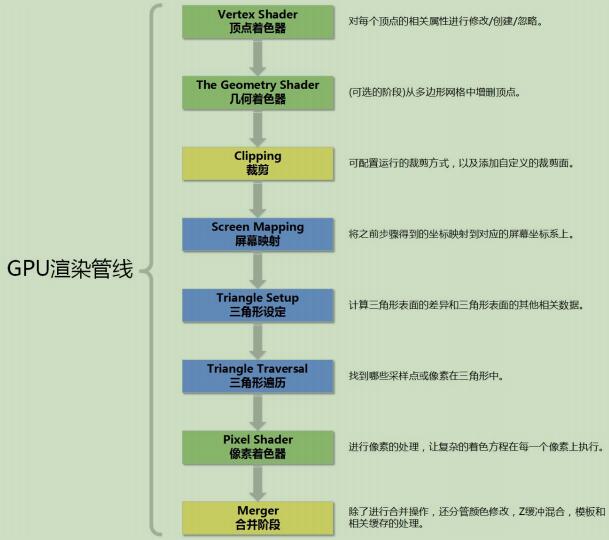 Vertex Shader
顶点着色器
对每个顶点的相关属性进行修改/创建/忽略。
The Geometry Shader
几何着色器
(可选的阶段)从多边形网格中增删顶点。
Clipping
裁剪
可配置运行的裁剪方式，以及添加自定义的裁剪面。
Screen Mapping
屏幕映射
将之前步骤得到的坐标映射到对应的屏幕坐标系上。
GPU渲染管线
Triangle Setup
三角形设定
计算三角形表面的差异和三角形表面的其他相关数据。
Triangle Traversal
三角形遍历
找到哪些采样点或像素在三角形中。
Pixel Shader
像素着色器
进行像素的处理，让复杂的着色方程在每一个像素上执行。
Merger
合并阶段
除了进行合并操作，还分管颜色修改，Z缓冲混合，模板和
相关缓存的处理。